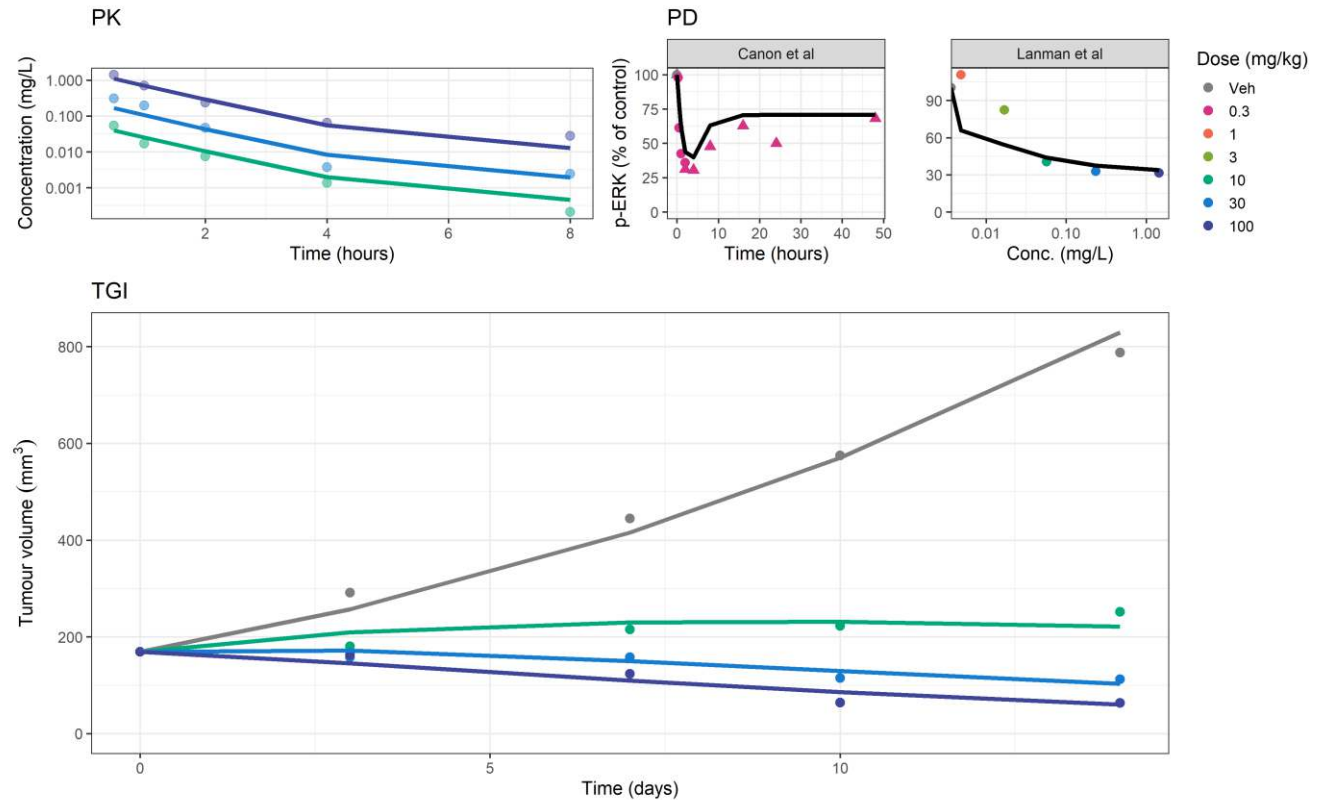 PK
Concentration (mg/L)
1.000
0.100
0.010
0.001
2
4
6
8
Time (hours)
PD
Canon et al
p-ERK (% of control)
100
75
50
25
0
0
10
20
30
40
50
Time (hours)
Lanman et al
90
60
30
0
0.01
0.10
1.00
Conc. (mg/L)
Dose (mg/kg)
Veh
0.3
1
3
10
30
100
TGI
Tumour volume (mm³)
800
600
400
200
0
0
5
10
Time (days)